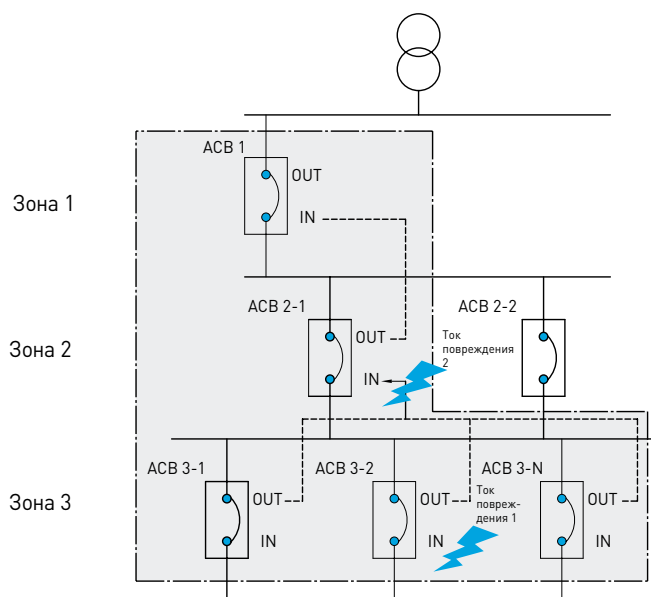 ACB 1
OUT
Зона 1
IN
ACB 2-1
ACB 2-2
OUT
Ток
повреждения
2
Зона 2
IN
ACB 3-1
ACB 3-2
ACB 3-N
OUT
OUT
Ток
повреж-
дения 1
OUT
Зона 3
IN
IN
IN